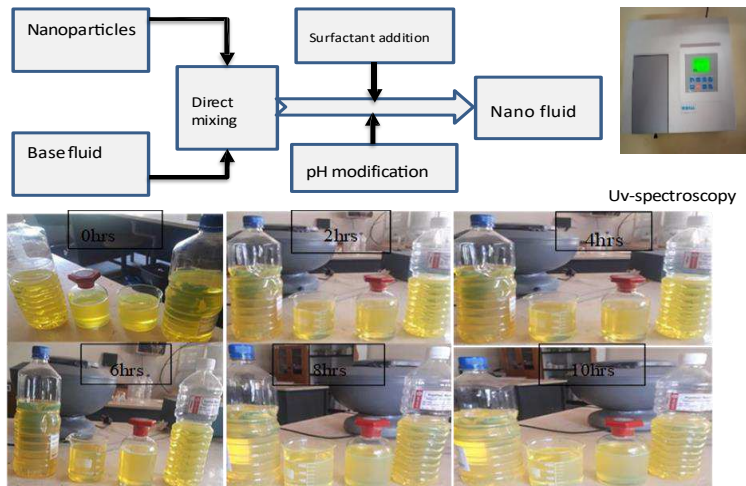 Nanoparticles
Surfactant addition
Direct
mixing
Nano fluid
Base fluid
pH modification
Uv-spectroscopy
0hrs
2hrs
4hrs
6hrs
8hrs
10hrs